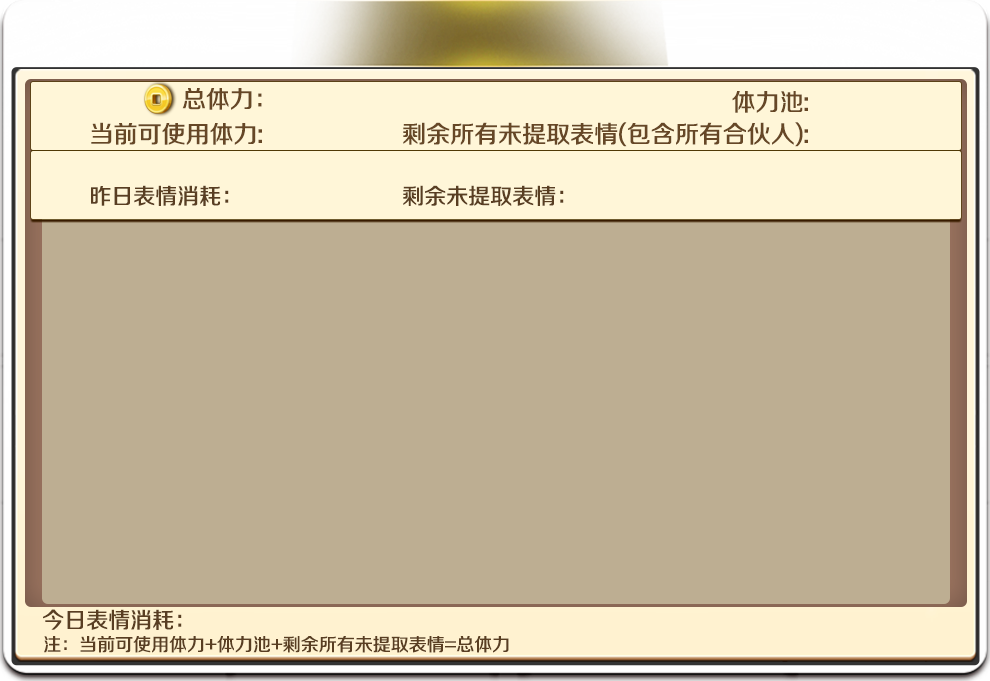 总体力： 体力池:
当前可使用体力: 剩余所有未提取表情(包含所有合伙人):
昨日表情消耗： 剩余未提取表情：
今日表情消耗：
注：当前可使用体力+体力池+剩余所有未提取表情=总体力